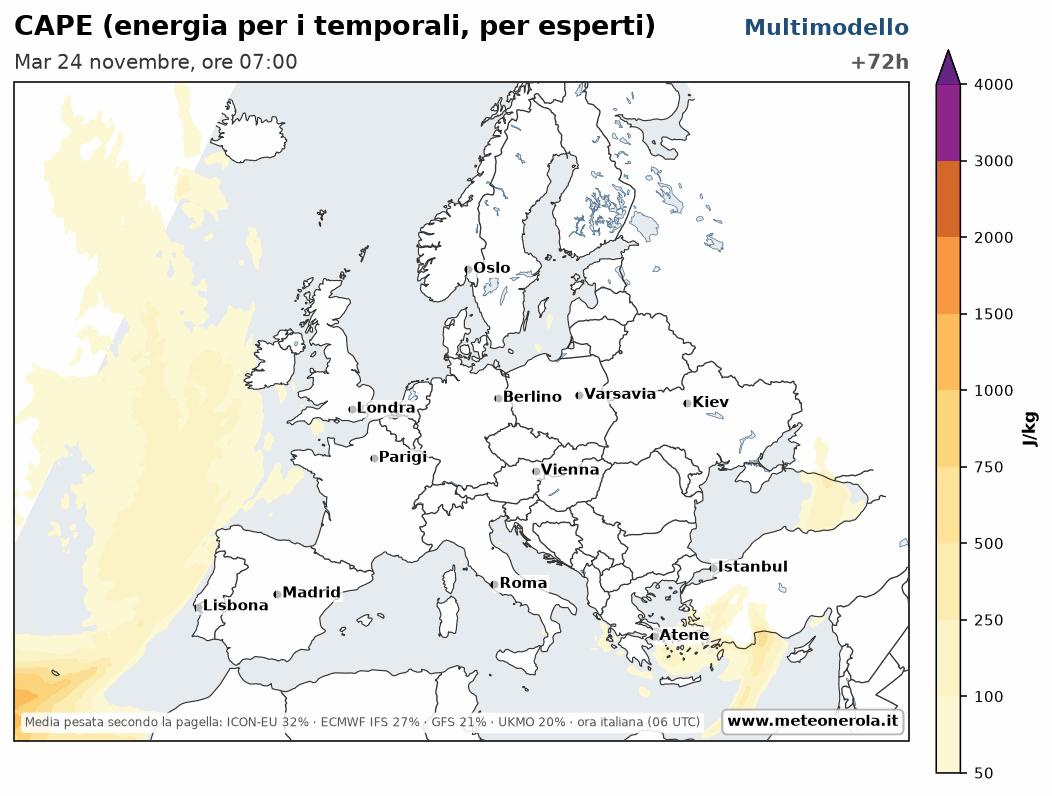 CAPE (energia per i temporali, per esperti)
Multimodello
Mar 24 novembre, ore 07:00
+72h
4000
3000
2000
1500
1000
750
500
250
100
50
J/kg
Oslo
Londra
Berlino
Varsavia
Kiev
Parigi
Vienna
Istanbul
Roma
Madrid
Lisbona
Atene
Media pesata secondo la pagella: ICON-EU 32% · ECMWF IFS 27% · GFS 21% · UKMO 20% · ora italiana (06 UTC)
www.meteonerola.it